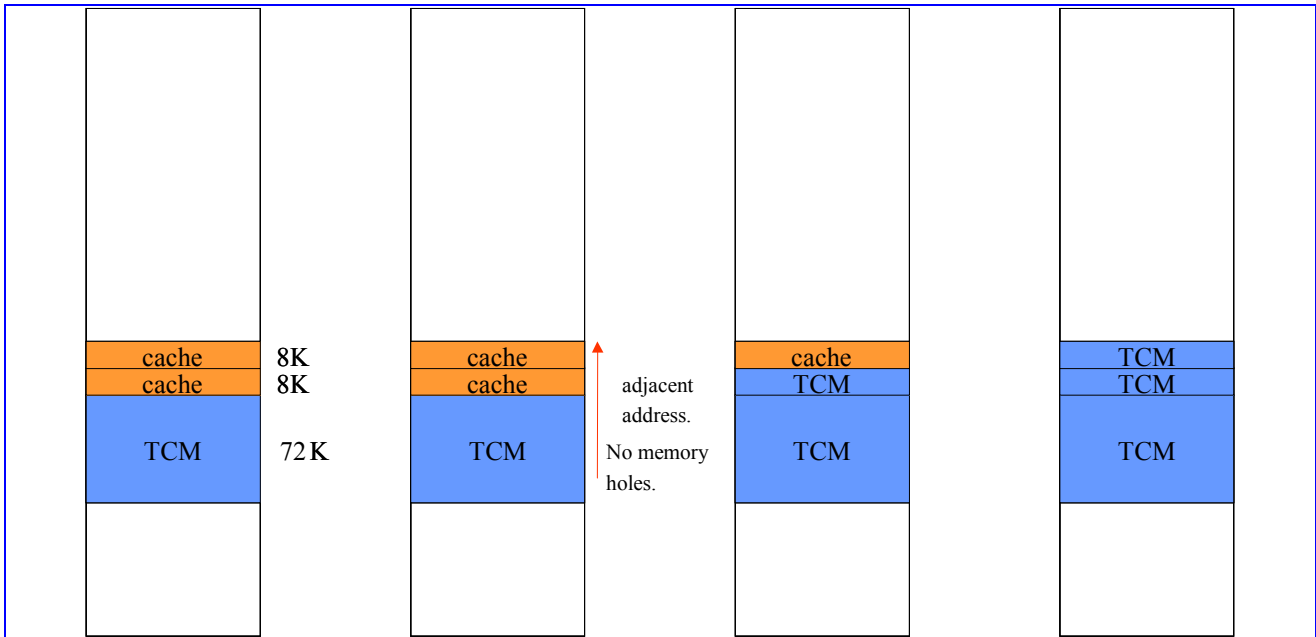 cache
8K
cache
8K
TCM
72K
cache
cache
TCM
adjacent
address.
No memory
holes.
cache
TCM
TCM
TCM
TCM
TCM